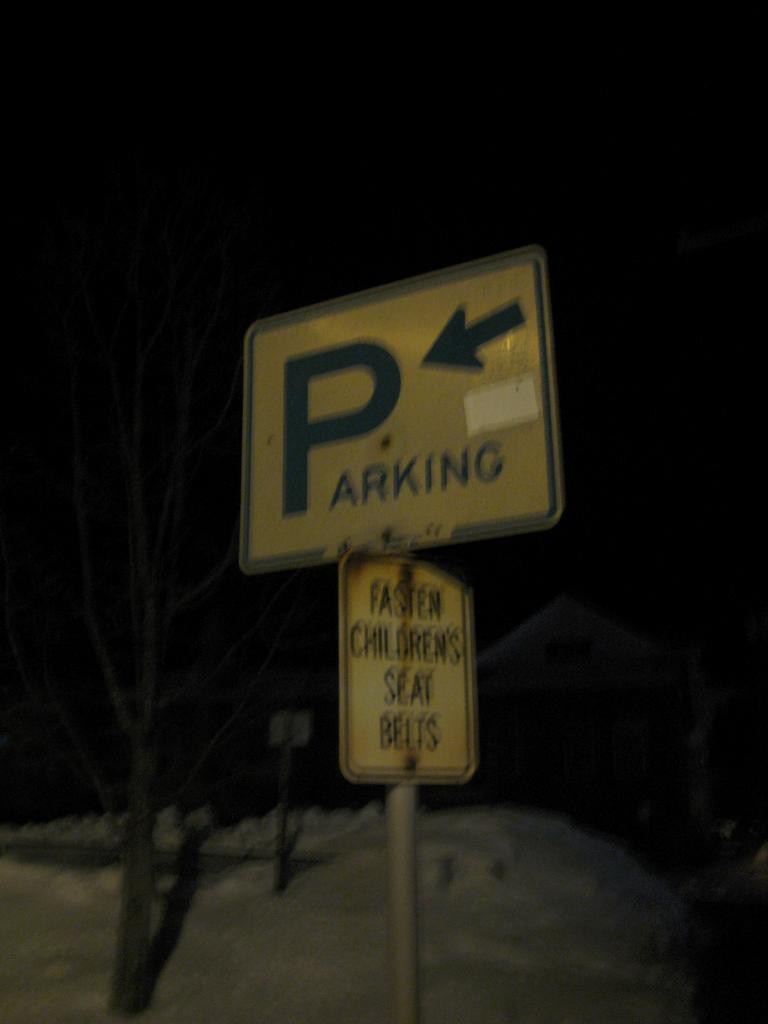 PARKING
FASTEN
CHILDREN'S
SEAT
BELTS